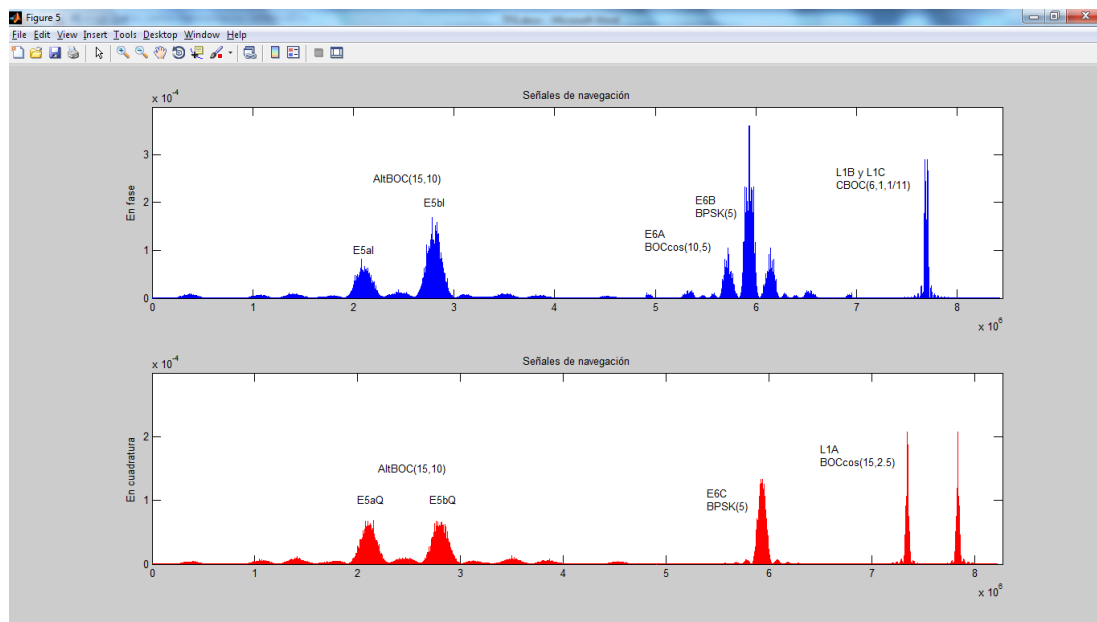 Figure 5
File Edit View Insert Tools Desktop Window Help
Señales de navegación
x 10^-4
En fase
3
2
1
0
AltBOC(15,10)
E5aI
E5bI
E6A
BOCcos(10,5)
E6B
BPSK(5)
L1B y L1C
CBOC(6,1,1/11)
0 1 2 3 4 5 6 7 8
x 10^6
Señales de navegación
x 10^-4
En cuadratura
2
1
0
AltBOC(15,10)
E5aQ
E5bQ
E6C
BPSK(5)
L1A
BOCcos(15,2.5)
0 1 2 3 4 5 6 7 8
x 10^6